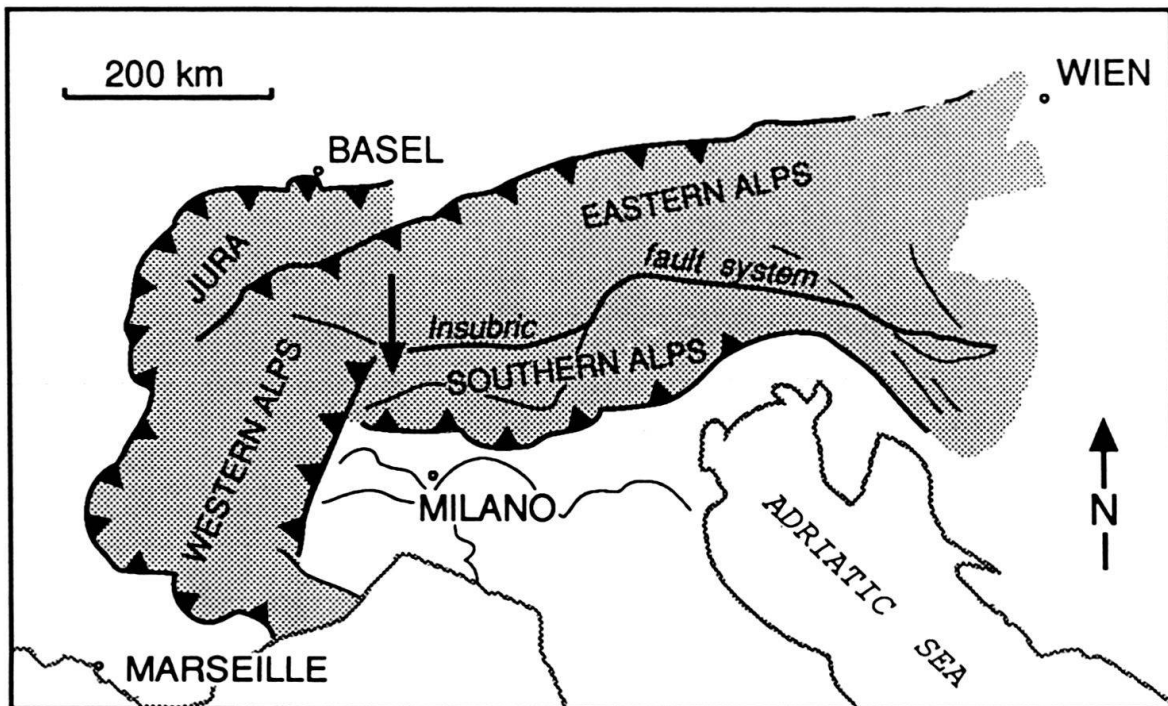 200 km
WIEN
BASEL
EASTERN ALPS
JURA
fault system
Insubric
SOUTHERN ALPS
WESTERN ALPS
MILANO
N
ADRIATIC SEA
MARSEILLE